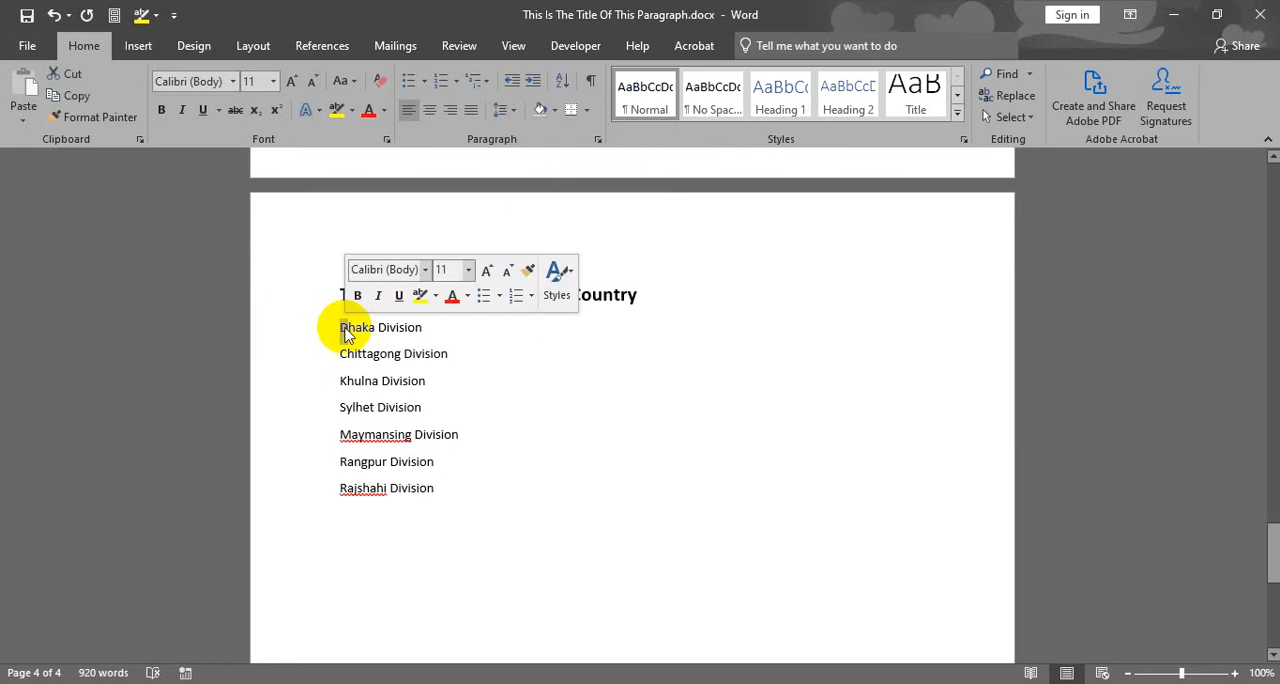 This Is The Title Of This Paragraph.docx - Word
Sign in
File Home Insert Design Layout References Mailings Review View Developer Help Acrobat Tell me what you want to do Share
Paste
Cut
Copy
Format Painter
Clipboard
Calibri (Body) 11
Font
Paragraph
AaBbCcDc AaBbCcDc AaBbCc AaBbCcD AaB
¶ Normal ¶ No Spac... Heading 1 Heading 2 Title
Styles
Find
Replace
Select
Editing
Create and Share
Adobe PDF
Request
Signatures
Adobe Acrobat
Calibri (Body) 11
Styles
Country
Dhaka Division
Chittagong Division
Khulna Division
Sylhet Division
Maymansing Division
Rangpur Division
Rajshahi Division
Page 4 of 4 920 words 100%